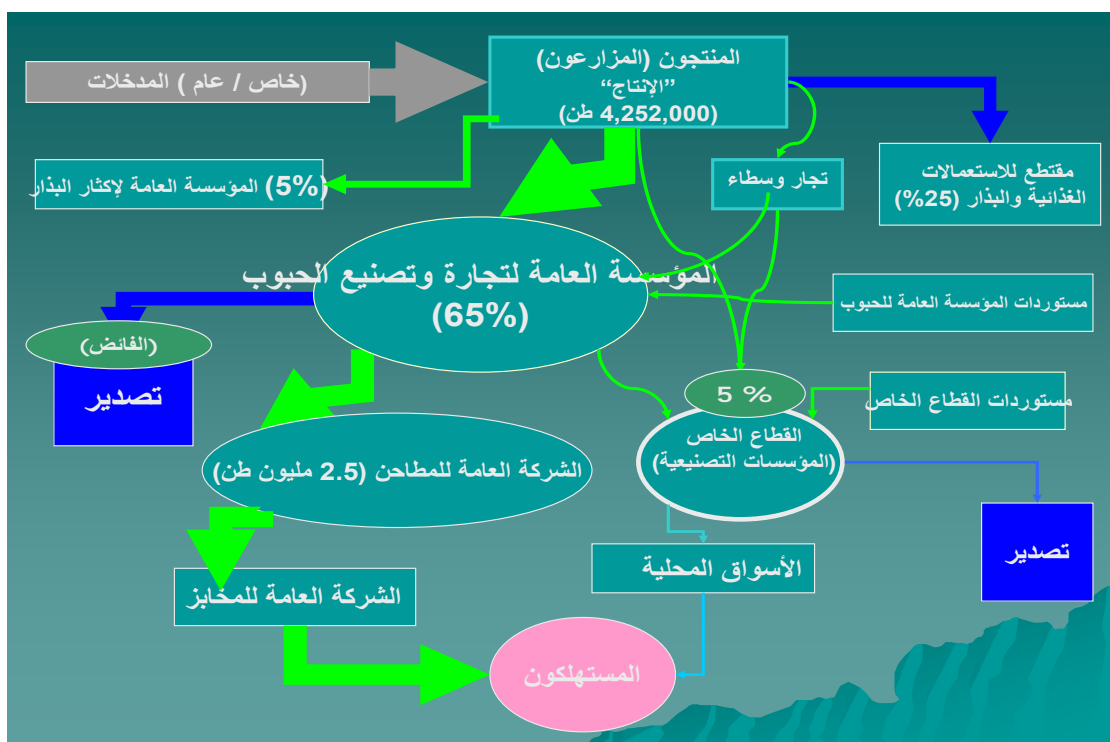 المنتجون (المزارعون)
“الإنتاج”
(4,252,000 طن)
(خاص / عام ) المدخلات
(5%) المؤسسة العامة لإكثار البذار
تجار وسطاء
مقتطع للاستعمالات
الغذائية والبذار (25%)
المؤسسة العامة لتجارة وتصنيع الحبوب
(65%)
مستوردات المؤسسة العامة للحبوب
(الفائض)
تصدير
5 %
مستوردات القطاع الخاص
القطاع الخاص
(المؤسسات التصنيعية)
الشركة العامة للمطاحن (2.5 مليون طن)
تصدير
الأسواق المحلية
الشركة العامة للمخابز
المستهلكون